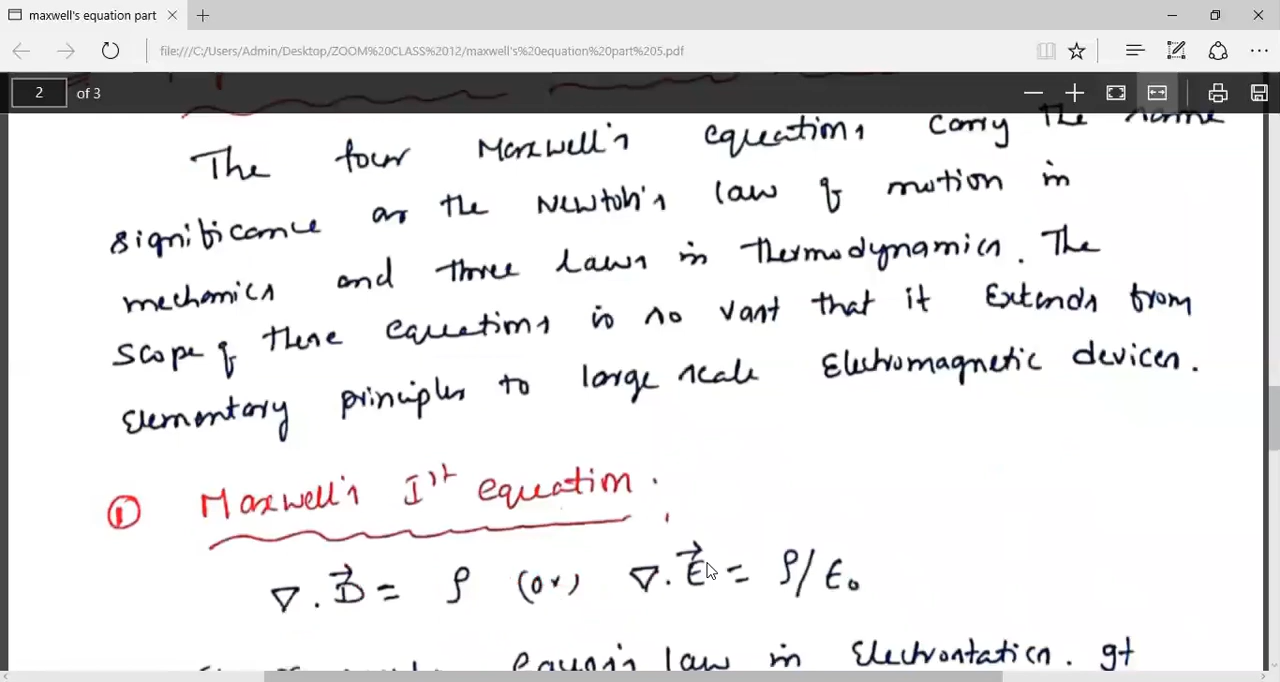 maxwell's equation part
file:///C:/Users/Admin/Desktop/ZOOM%20CLASS%2012/maxwell's%20equation%20part%205.pdf
2 of 3
The four Maxwell's equations carry the same
significance as the Newton's law of motion in
mechanics and three laws in Thermodynamics. The
scope of these equations is so vast that it Extends from
Elementary principles to large scale Electromagnetic devices.
① Maxwell's Ist equation.
∇ . D⃗ = ρ (or) ∇ . E⃗ = ρ/ε₀
law in Electrostatics. gt